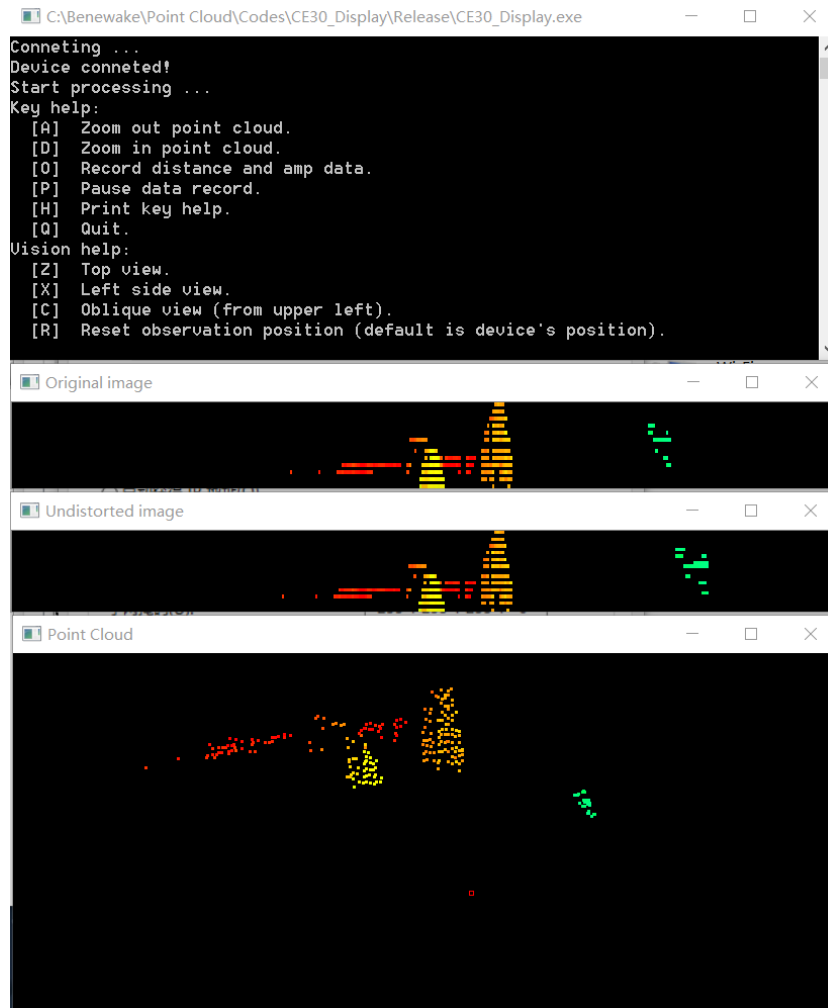 C:\Benewake\Point Cloud\Codes\CE30_Display\Release\CE30_Display.exe
Conneting ...
Device conneted!
Start processing ...
Key help:
[A] Zoom out point cloud.
[D] Zoom in point cloud.
[O] Record distance and amp data.
[P] Pause data record.
[H] Print key help.
[Q] Quit.
Vision help:
[Z] Top view.
[X] Left side view.
[C] Oblique view (from upper left).
[R] Reset observation position (default is device's position).
Original image
Undistorted image
Point Cloud